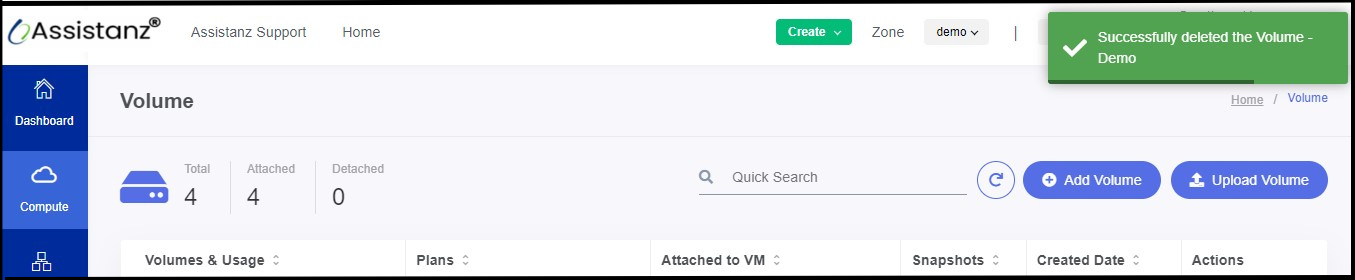 Assistanz®
Assistanz Support Home
Create Zone demo |
Successfully deleted the Volume -
Demo
Dashboard
Compute
Volume
Home / Volume
Total Attached Detached
4 4 0
Quick Search
Add Volume Upload Volume
Volumes & Usage Plans Attached to VM Snapshots Created Date Actions